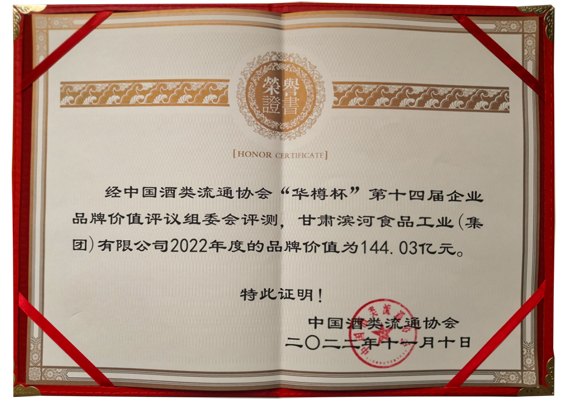 榮譽
證書
[HONOR CERTIFICATE]
经中国酒类流通协会“华樽杯”第十四届企业
品牌价值评议组委会评测，甘肃滨河食品工业(集
团)有限公司2022年度的品牌价值为144.03亿元。
特此证明！
中国酒类流通协会
二〇二二年十一月十日